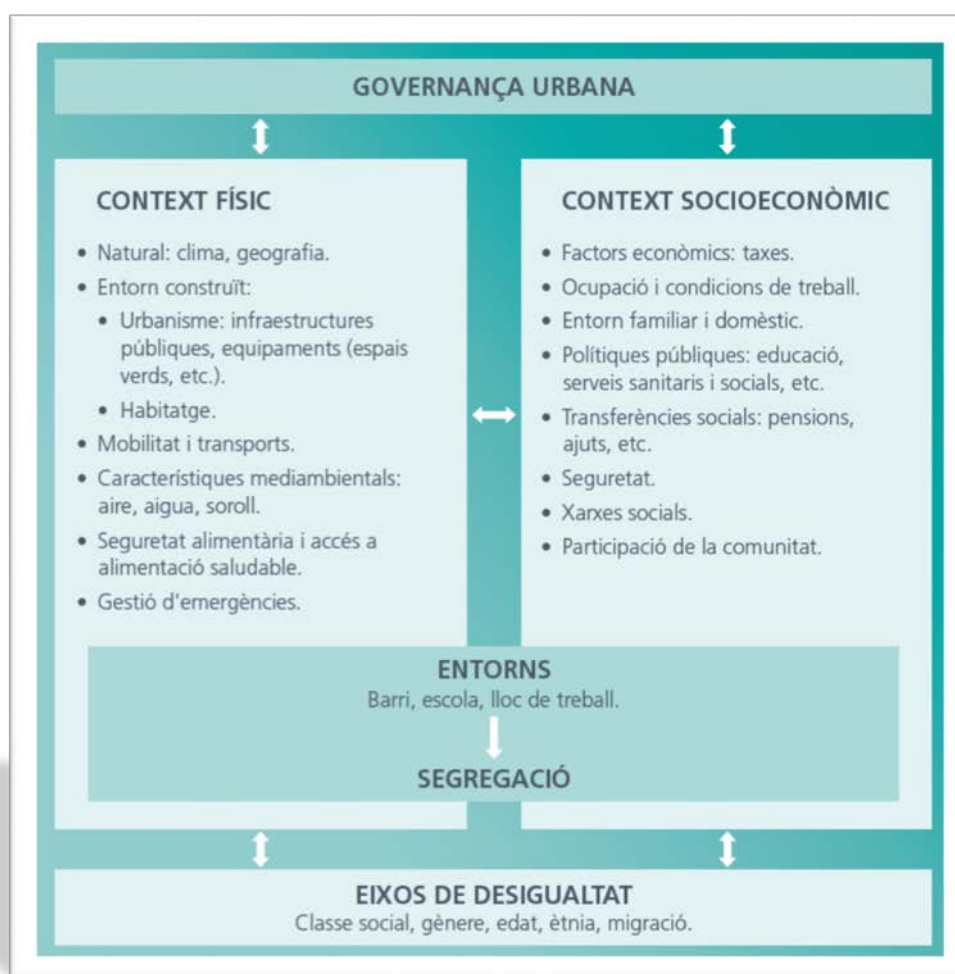 GOVERNANÇA URBANA
CONTEXT FÍSIC
• Natural: clima, geografia.
• Entorn construït:
• Urbanisme: infraestructures
públiques, equipaments (espais
verds, etc.).
• Habitatge.
• Mobilitat i transports.
• Característiques mediambientals:
aire, aigua, soroll.
• Seguretat alimentària i accés a
alimentació saludable.
• Gestió d'emergències.
CONTEXT SOCIOECONÒMIC
• Factors econòmics: taxes.
• Ocupació i condicions de treball.
• Entorn familiar i domèstic.
• Polítiques públiques: educació,
serveis sanitaris i socials, etc.
• Transferències socials: pensions,
ajuts, etc.
• Seguretat.
• Xarxes socials.
• Participació de la comunitat.
ENTORNS
Barri, escola, lloc de treball.
SEGREGACIÓ
EIXOS DE DESIGUALTAT
Classe social, gènere, edat, ètnia, migració.